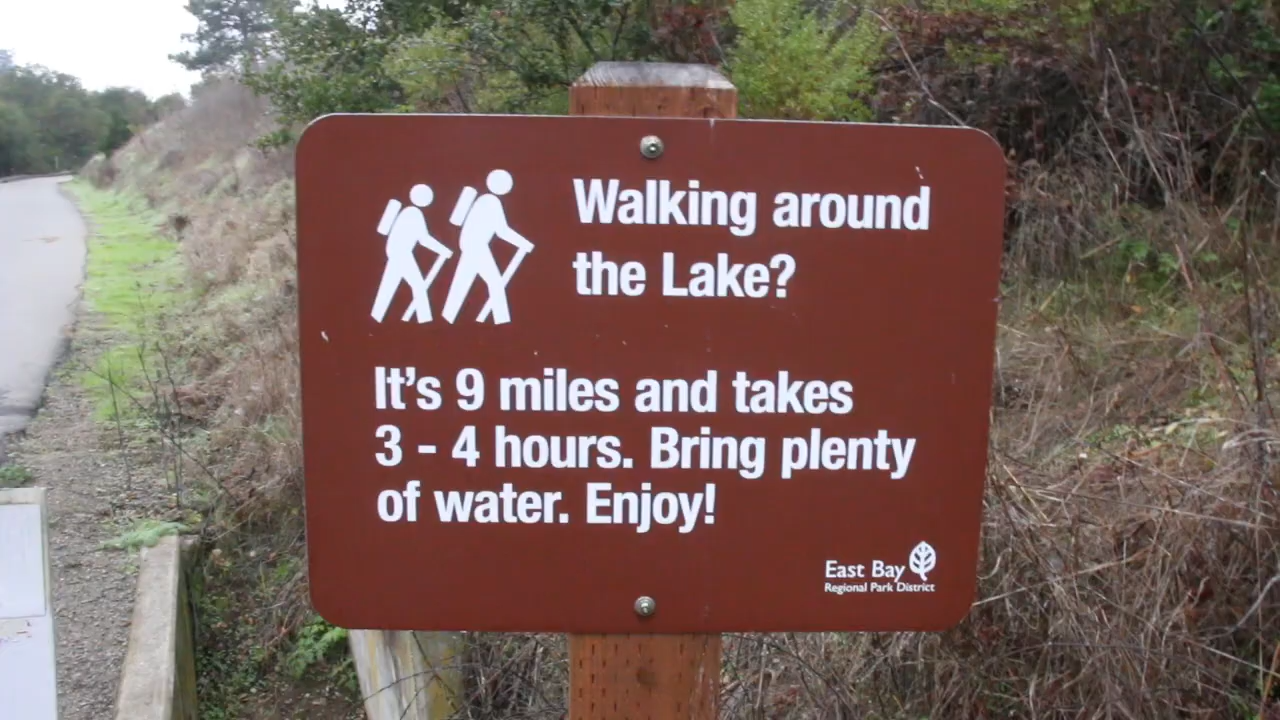 Walking around
the Lake?
It's 9 miles and takes
3 - 4 hours. Bring plenty
of water. Enjoy!
East Bay
Regional Park District